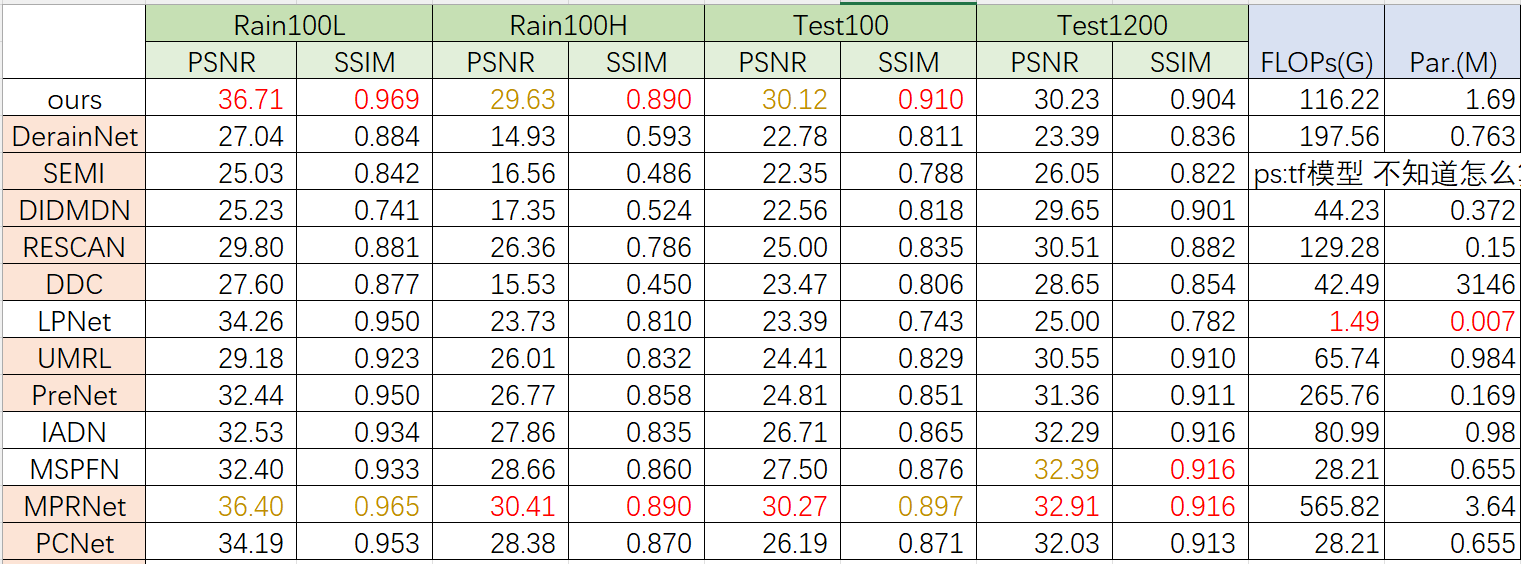 Rain100L Rain100H Test100 Test1200
PSNR SSIM PSNR SSIM PSNR SSIM PSNR SSIM FLOPs(G) Par.(M)
ours 36.71 0.969 29.63 0.890 30.12 0.910 30.23 0.904 116.22 1.69
DerainNet 27.04 0.884 14.93 0.593 22.78 0.811 23.39 0.836 197.56 0.763
SEMI 25.03 0.842 16.56 0.486 22.35 0.788 26.05 0.822 ps:tf模型 不知道怎么
DIDMDN 25.23 0.741 17.35 0.524 22.56 0.818 29.65 0.901 44.23 0.372
RESCAN 29.80 0.881 26.36 0.786 25.00 0.835 30.51 0.882 129.28 0.15
DDC 27.60 0.877 15.53 0.450 23.47 0.806 28.65 0.854 42.49 3146
LPNet 34.26 0.950 23.73 0.810 23.39 0.743 25.00 0.782 1.49 0.007
UMRL 29.18 0.923 26.01 0.832 24.41 0.829 30.55 0.910 65.74 0.984
PreNet 32.44 0.950 26.77 0.858 24.81 0.851 31.36 0.911 265.76 0.169
IADN 32.53 0.934 27.86 0.835 26.71 0.865 32.29 0.916 80.99 0.98
MSPFN 32.40 0.933 28.66 0.860 27.50 0.876 32.39 0.916 28.21 0.655
MPRNet 36.40 0.965 30.41 0.890 30.27 0.897 32.91 0.916 565.82 3.64
PCNet 34.19 0.953 28.38 0.870 26.19 0.871 32.03 0.913 28.21 0.655